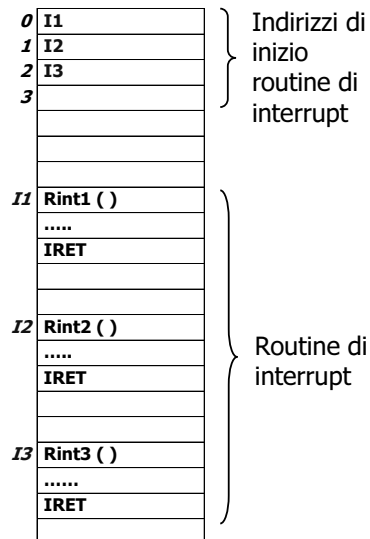 0 I1
1 I2
2 I3
3
Indirizzi di
inizio
routine di
interrupt
I1 Rint1 ( )
.....
IRET
I2 Rint2 ( )
.....
IRET
Routine di
interrupt
I3 Rint3 ( )
......
IRET